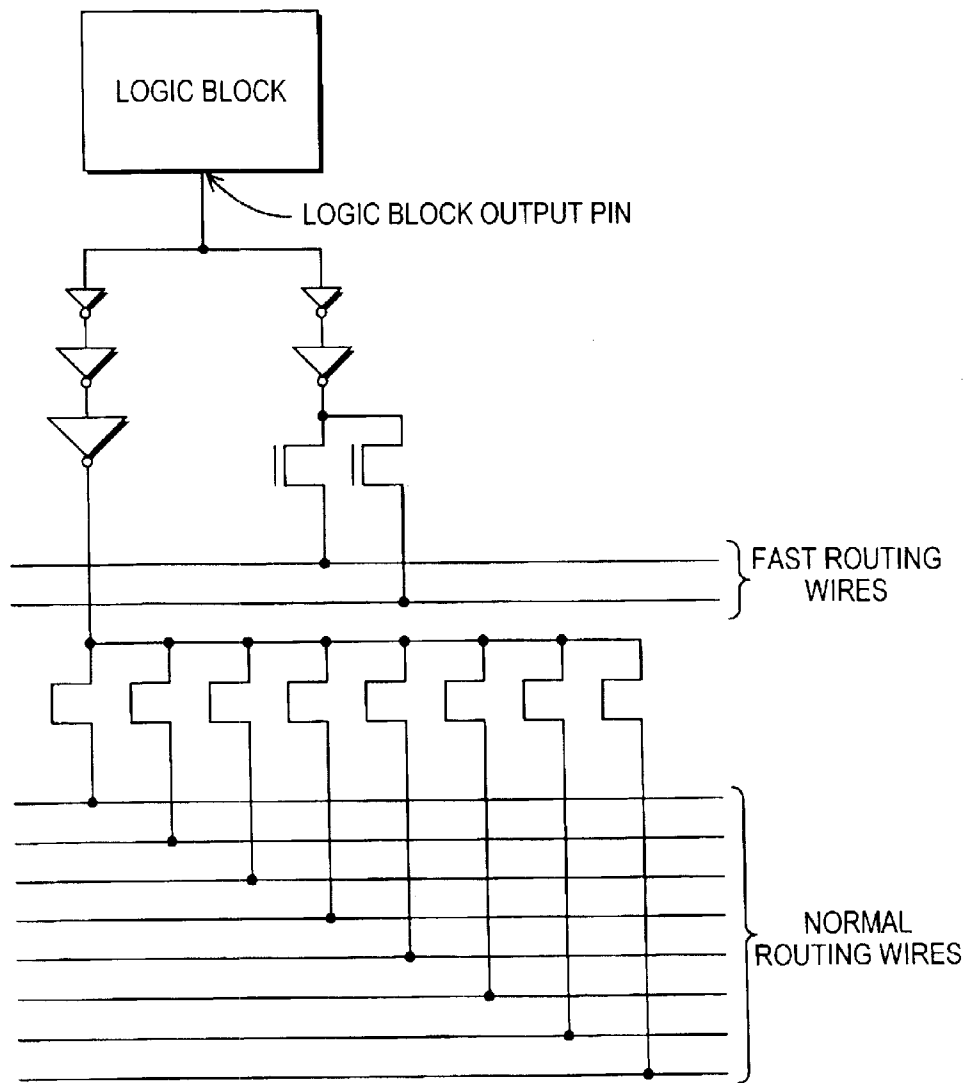 LOGIC BLOCK
LOGIC BLOCK OUTPUT PIN
FAST ROUTING
WIRES
NORMAL
ROUTING WIRES